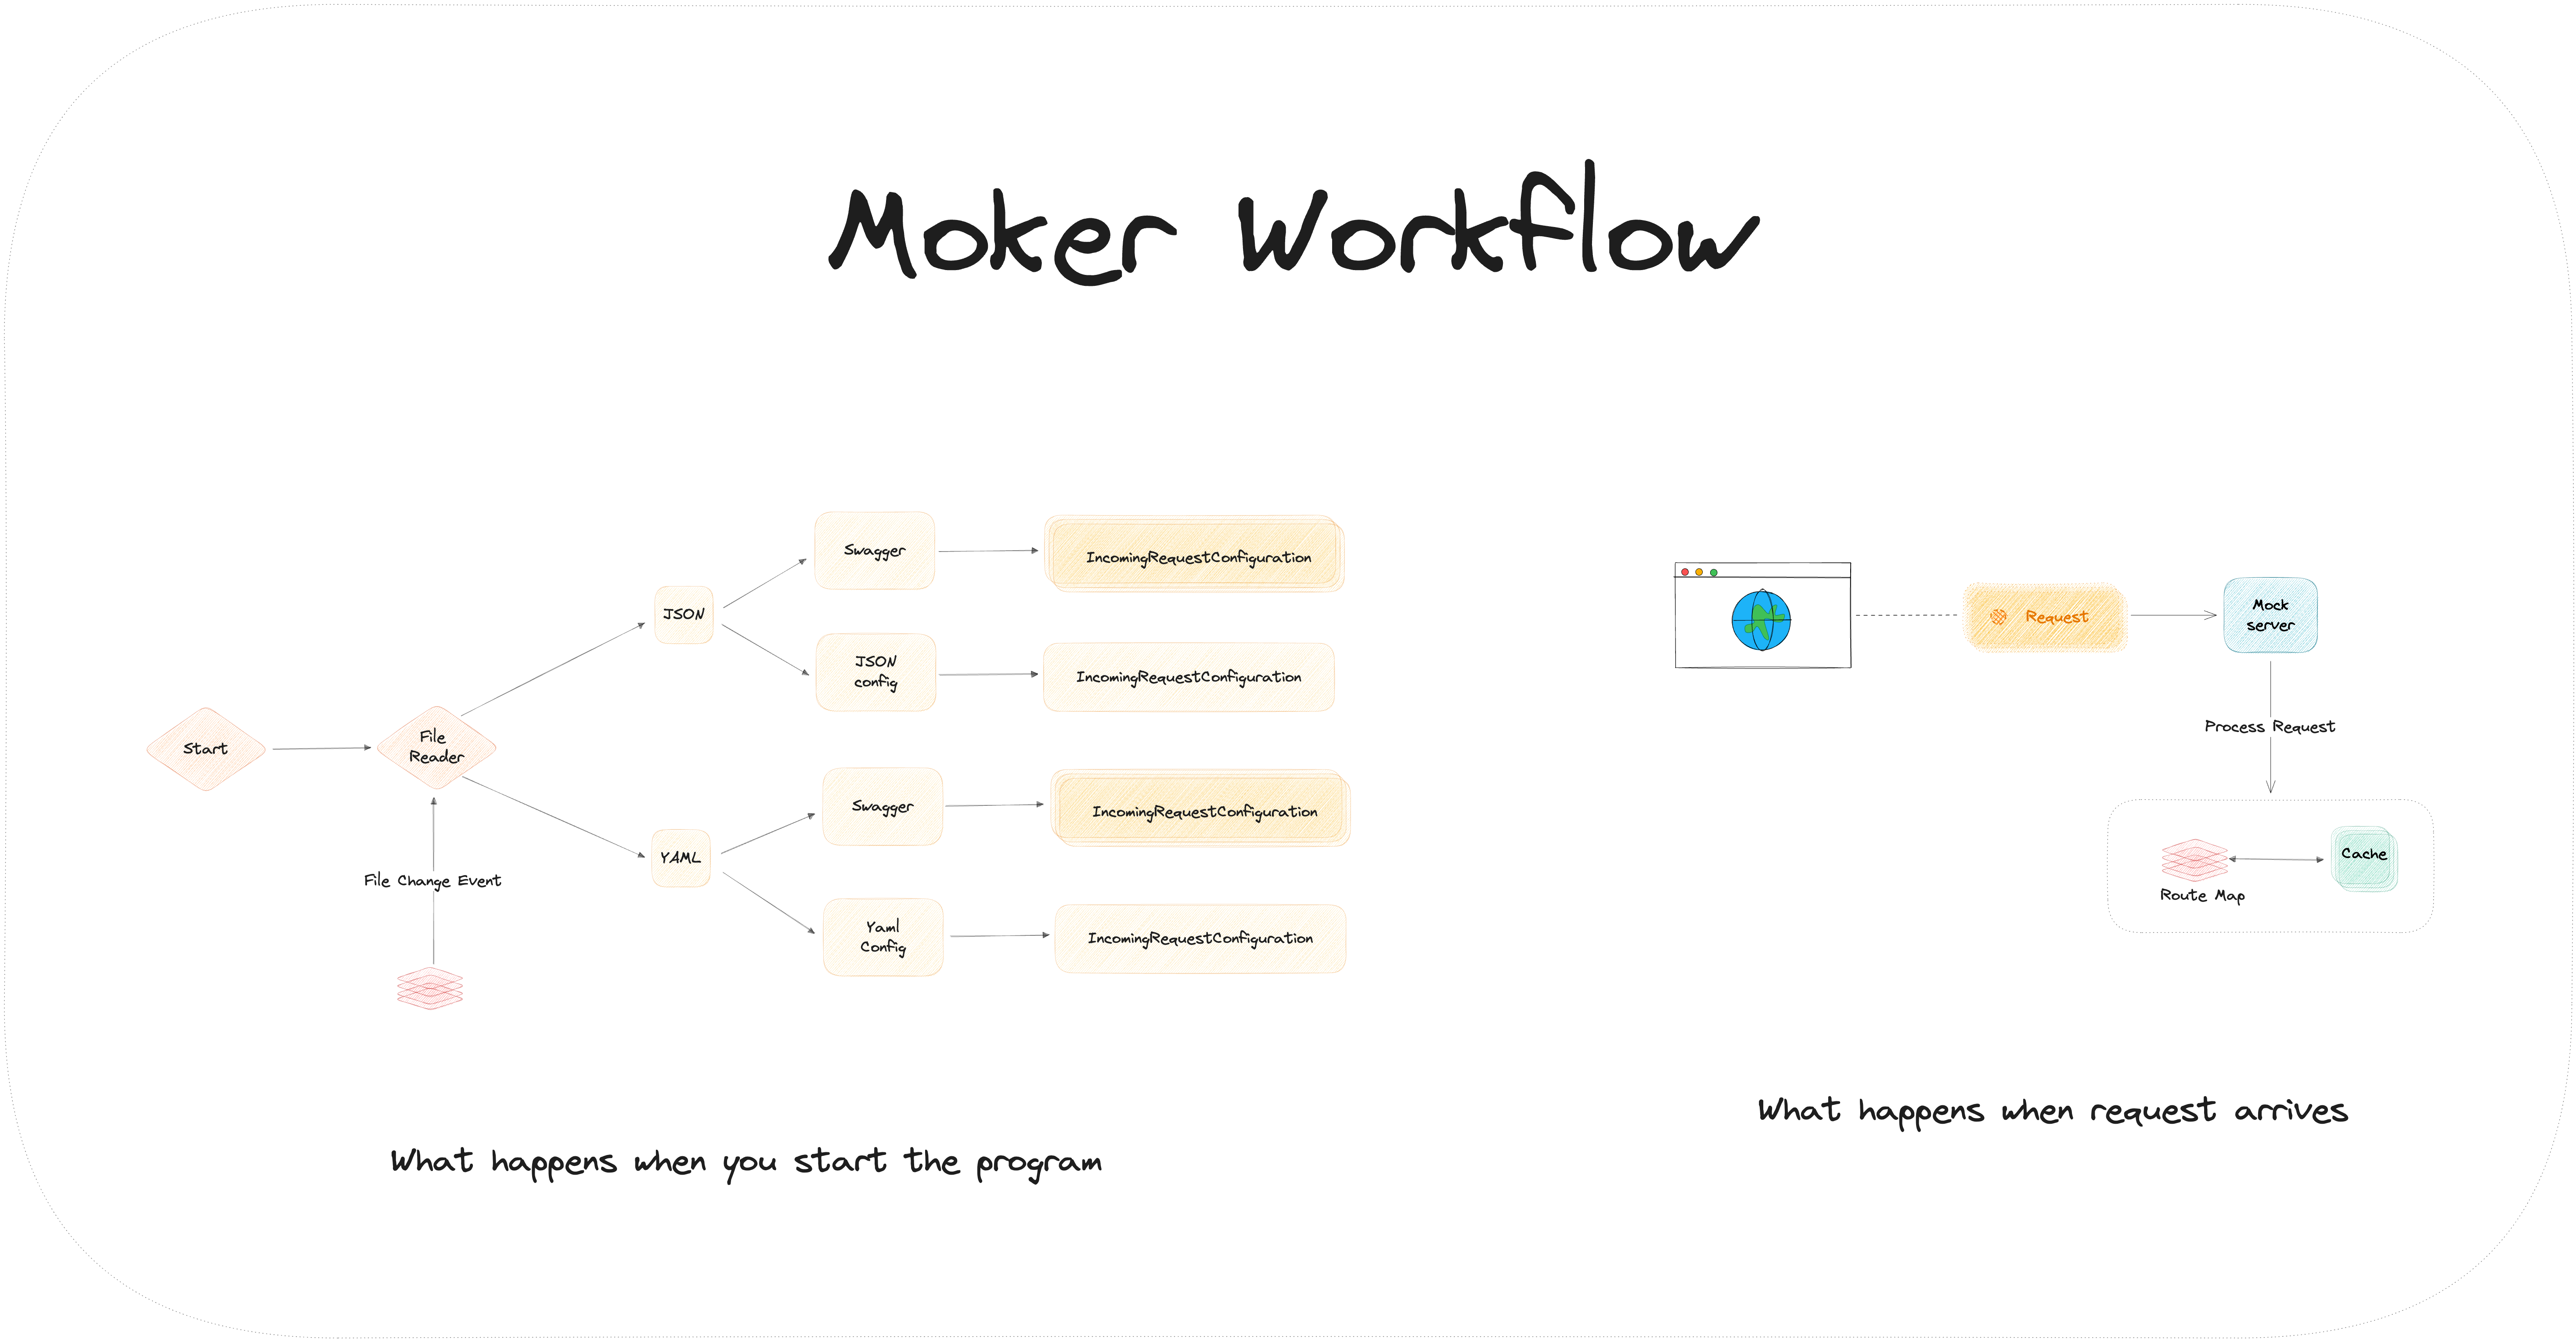 Moker Workflow
Swagger
IncomingRequestConfiguration
JSON
JSON
config
IncomingRequestConfiguration
Start
File
Reader
Swagger
IncomingRequestConfiguration
YAML
File Change Event
Yaml
Config
IncomingRequestConfiguration
What happens when you start the program
Request
Mock
server
Process Request
Cache
Route Map
What happens when request arrives